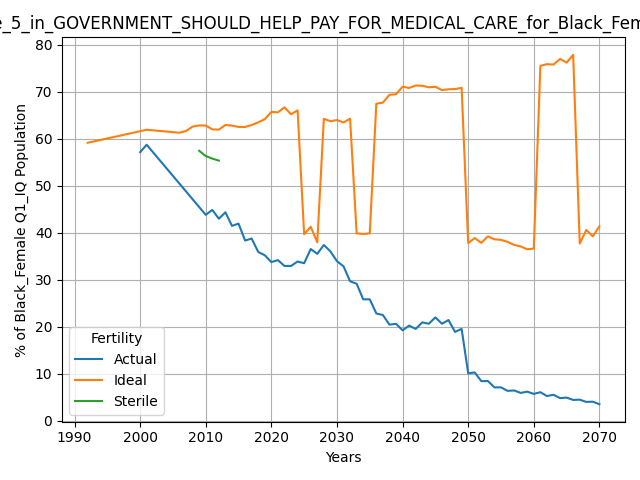 e_5_in_GOVERNMENT_SHOULD_HELP_PAY_FOR_MEDICAL_CARE_for_Black_Fem
80
70
60
50
40
30
20
10
0
% of Black_Female Q1_IQ Population
Fertility
Actual
Ideal
Sterile
1990 2000 2010 2020 2030 2040 2050 2060 2070
Years